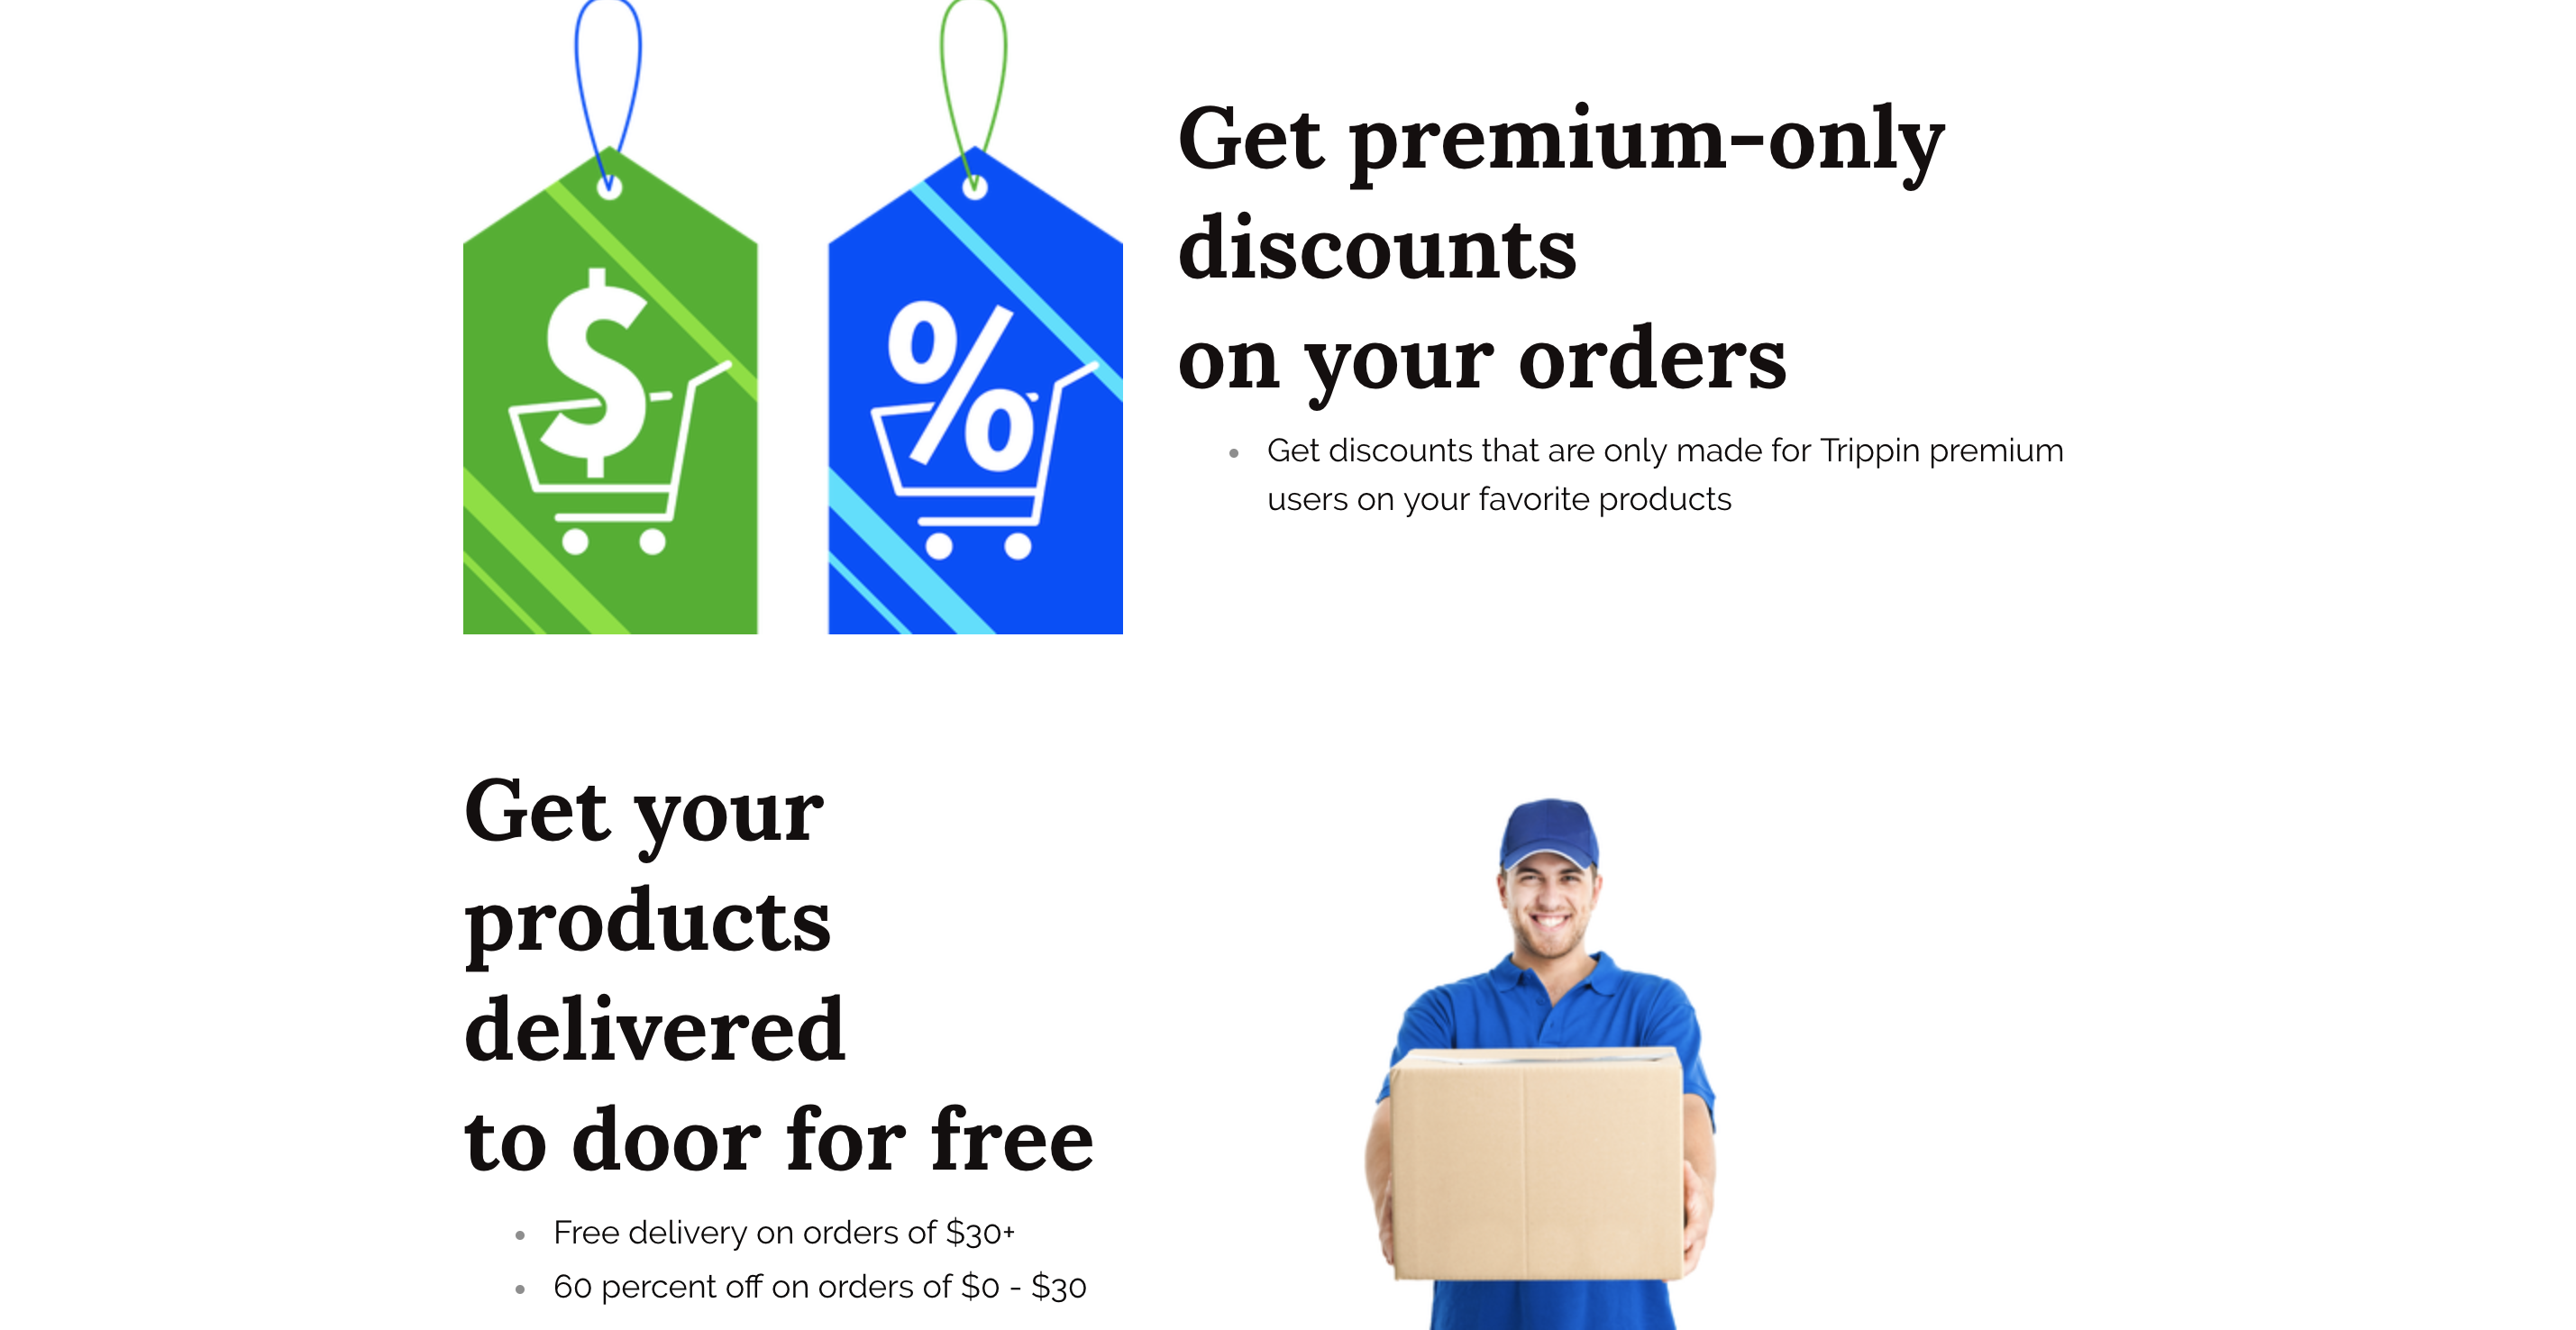 $
%
Get premium-only
discounts
on your orders
Get discounts that are only made for Trippin premium
users on your favorite products
Get your
products
delivered
to door for free
Free delivery on orders of $30+
60 percent off on orders of $0 - $30